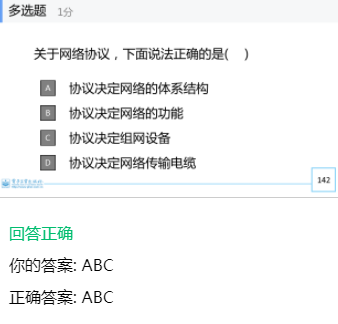 多选题 1分
关于网络协议，下面说法正确的是( )
A 协议决定网络的体系结构
B 协议决定网络的功能
C 协议决定组网设备
D 协议决定网络传输电缆
142
回答正确
你的答案: ABC
正确答案: ABC